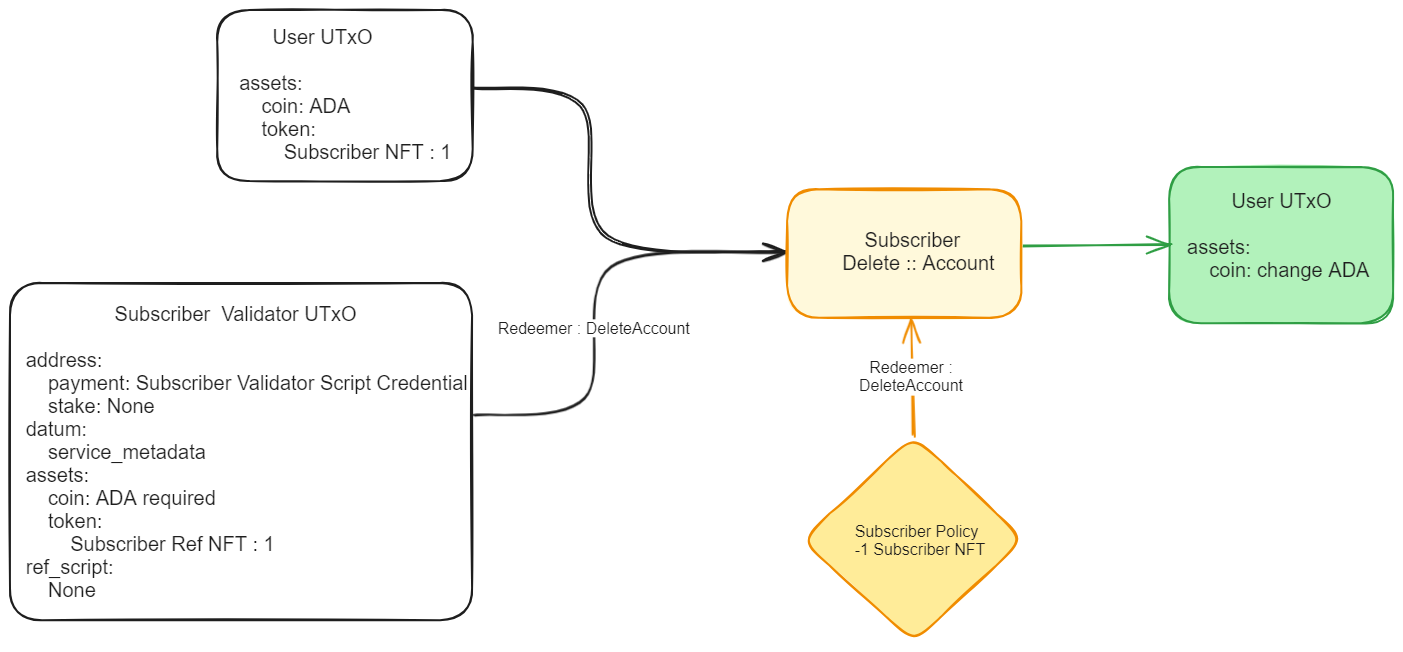 User UTxO
assets:
coin: ADA
token:
Subscriber NFT : 1
Subscriber  Validator UTxO
address:
payment: Subscriber Validator Script Credential
stake: None
datum:
service_metadata
assets:
coin: ADA required
token:
Subscriber Ref NFT : 1
ref_script:
None
Redeemer : DeleteAccount
Subscriber
Delete :: Account
Redeemer :
DeleteAccount
Subscriber Policy
-1 Subscriber NFT
User UTxO
assets:
coin: change ADA